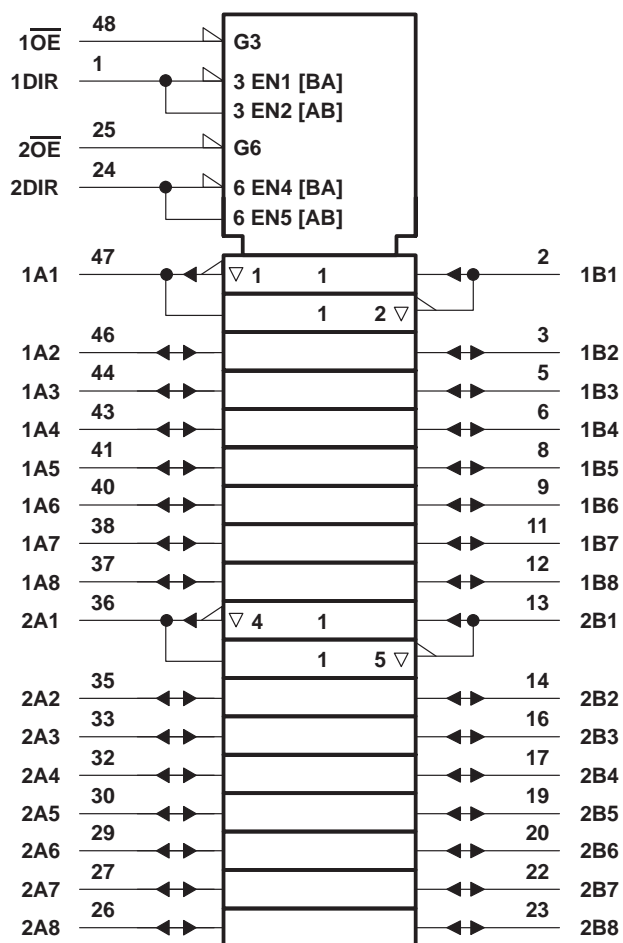 48
1O̅E̅ G3
1
1DIR 3 EN1 [BA]
3 EN2 [AB]
25
2O̅E̅ G6
24
2DIR 6 EN4 [BA]
6 EN5 [AB]
47 2
1A1 ▽ 1 1 1B1
1 2 ▽
46 3
1A2 1B2
44 5
1A3 1B3
43 6
1A4 1B4
41 8
1A5 1B5
40 9
1A6 1B6
38 11
1A7 1B7
37 12
1A8 1B8
36 13
2A1 ▽ 4 1 2B1
1 5 ▽
35 14
2A2 2B2
33 16
2A3 2B3
32 17
2A4 2B4
30 19
2A5 2B5
29 20
2A6 2B6
27 22
2A7 2B7
26 23
2A8 2B8